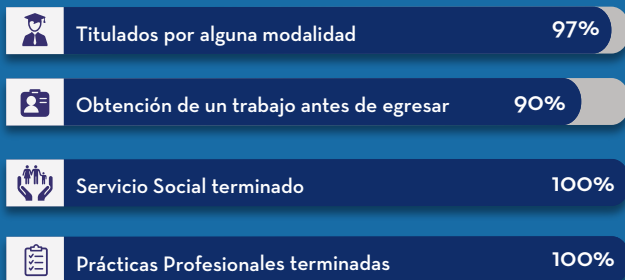 Titulados por alguna modalidad 97%
Obtención de un trabajo antes de egresar 90%
Servicio Social terminado 100%
Prácticas Profesionales terminadas 100%